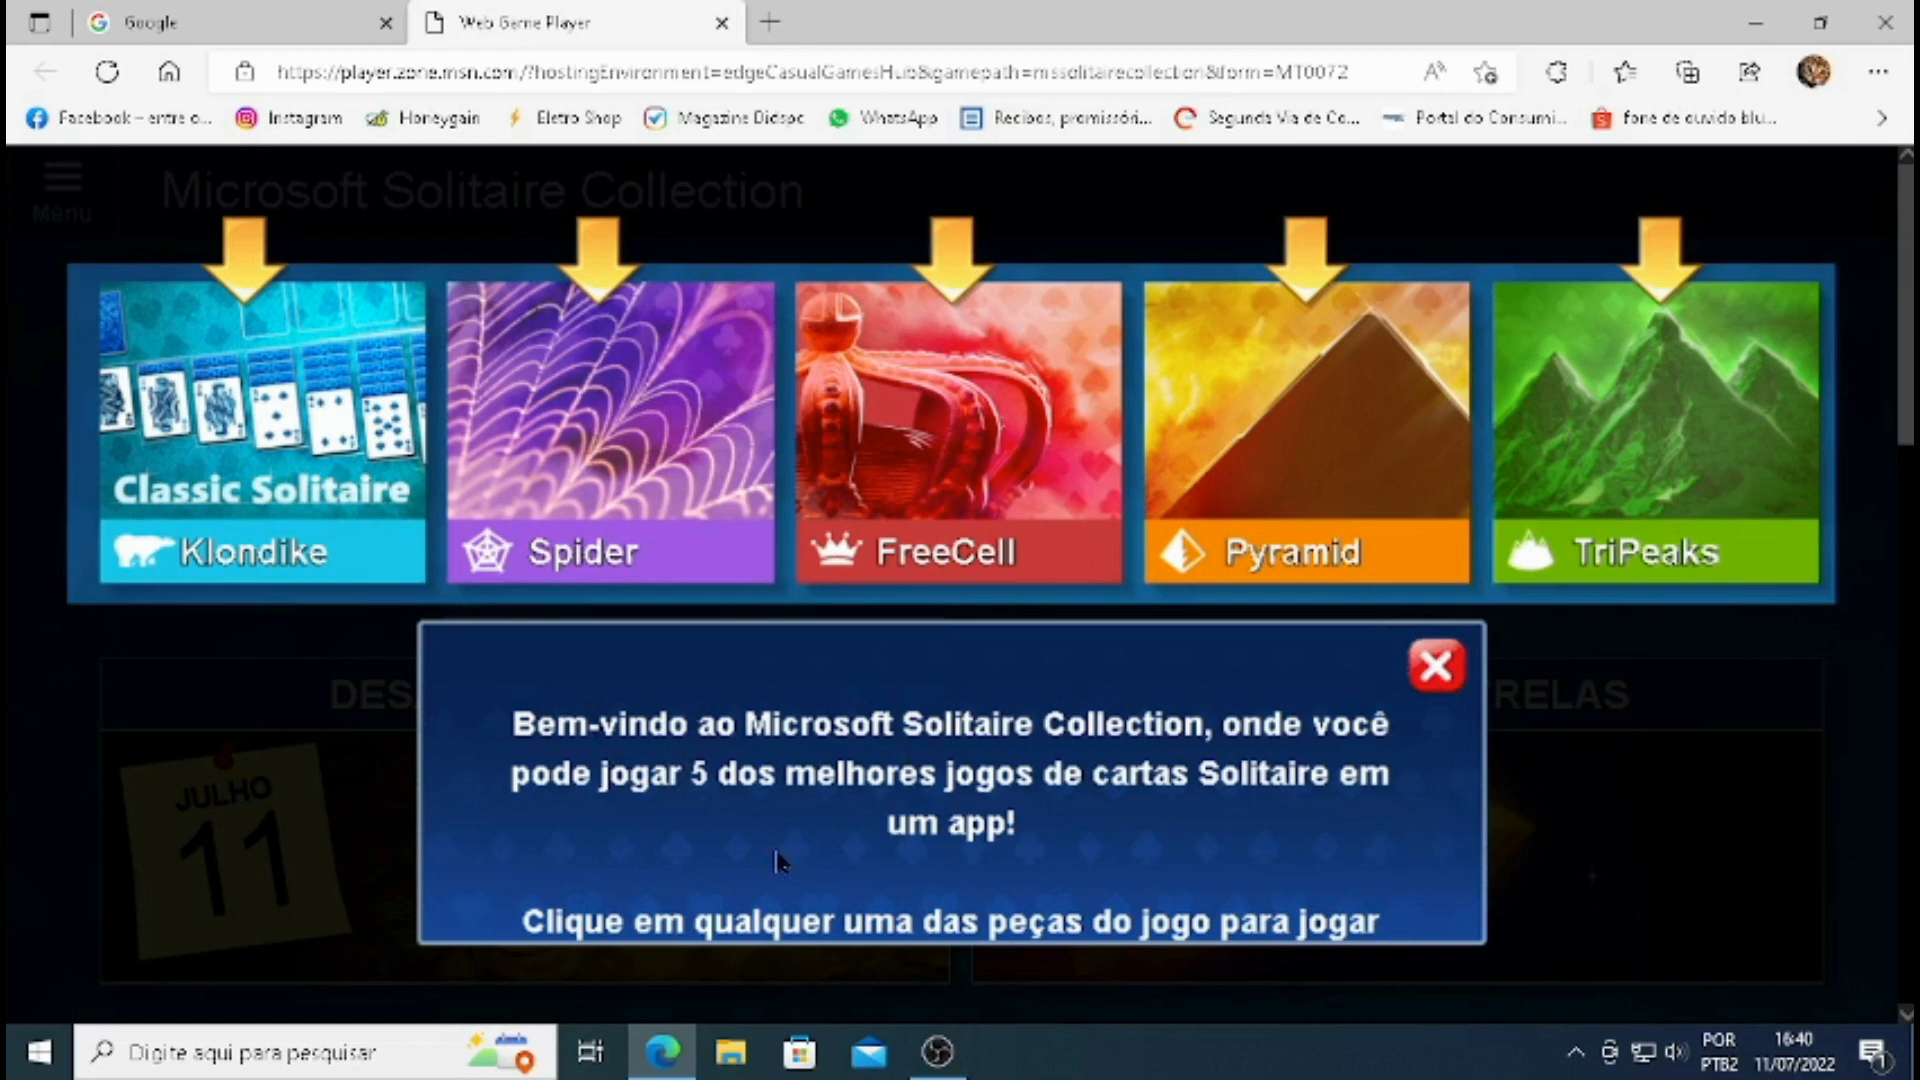 Google
Web Game Player
https://player.zone.msn.com/?hostingEnvironment=edgeCasualGamesHub&gamepath=mssolitairecollection&form=MT0072
Facebook – entre o...
Instagram
Honeygain
Eletro Shop
Magazine Didspc
WhatsApp
Recibos, promissóri...
Segunda Via de Co...
Portal do Consumi...
fone de ouvido blu...
Menu
Microsoft Solitaire Collection
Classic Solitaire
Klondike
Spider
FreeCell
Pyramid
TriPeaks
DESA
RELAS
JULHO
11
Bem-vindo ao Microsoft Solitaire Collection, onde você
pode jogar 5 dos melhores jogos de cartas Solitaire em
um app!
Clique em qualquer uma das peças do jogo para jogar
Digite aqui para pesquisar
POR
PTB2
16:40
11/07/2022
1